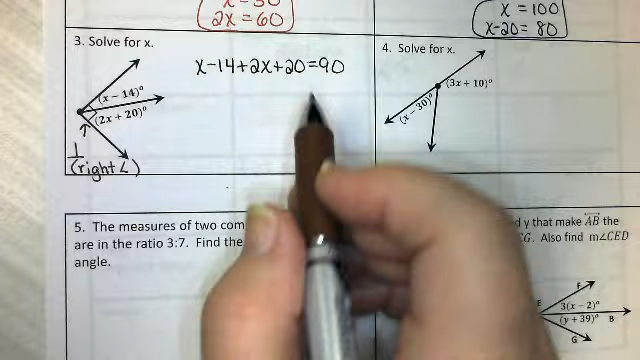 2x = 60
x = 100
x-20 = 80
3. Solve for x.
x-14+2x+20=90
(x − 14)°
(2x + 20)°
(right ∠)
4. Solve for x.
(3x + 10)°
(x − 30)°
5. The measures of two com
are in the ratio 3:7. Find the
angle.
d y that make AB the
Also find m∠CED
F
E
3(x−2)°
(y + 39)°
B
G